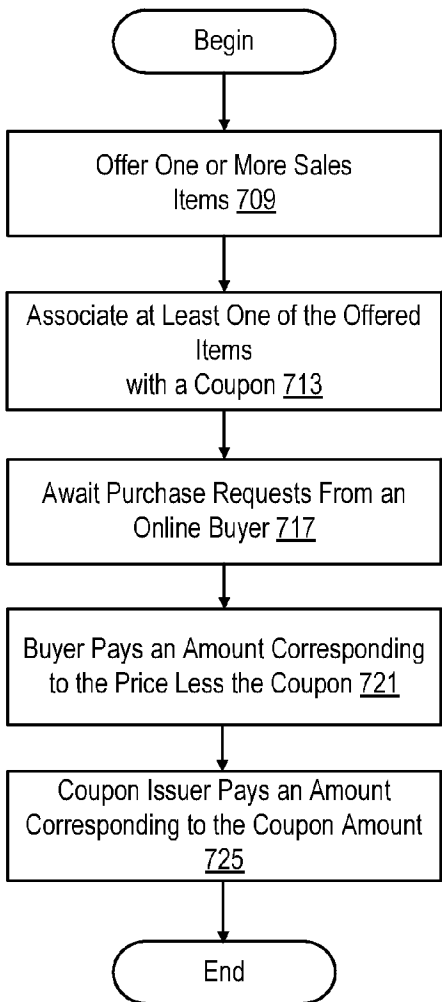 Begin
Offer One or More Sales
Items 709
Associate at Least One of the Offered
Items
with a Coupon 713
Await Purchase Requests From an
Online Buyer 717
Buyer Pays an Amount Corresponding
to the Price Less the Coupon 721
Coupon Issuer Pays an Amount
Corresponding to the Coupon Amount
725
End